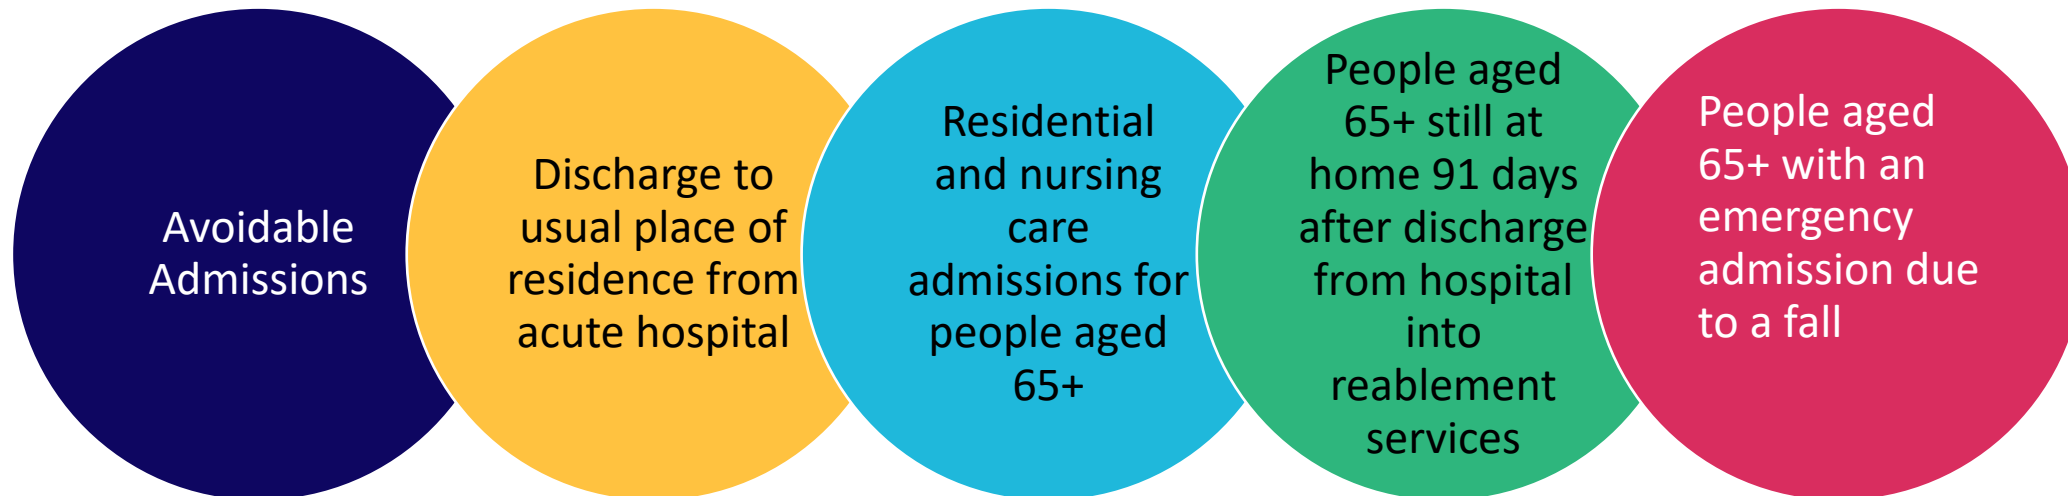 Avoidable
Admissions
Discharge to
usual place of
residence from
acute hospital
Residential
and nursing
care
admissions for
people aged
65+
People aged
65+ still at
home 91 days
after discharge
from hospital
into
reablement
services
People aged
65+ with an
emergency
admission due
to a fall